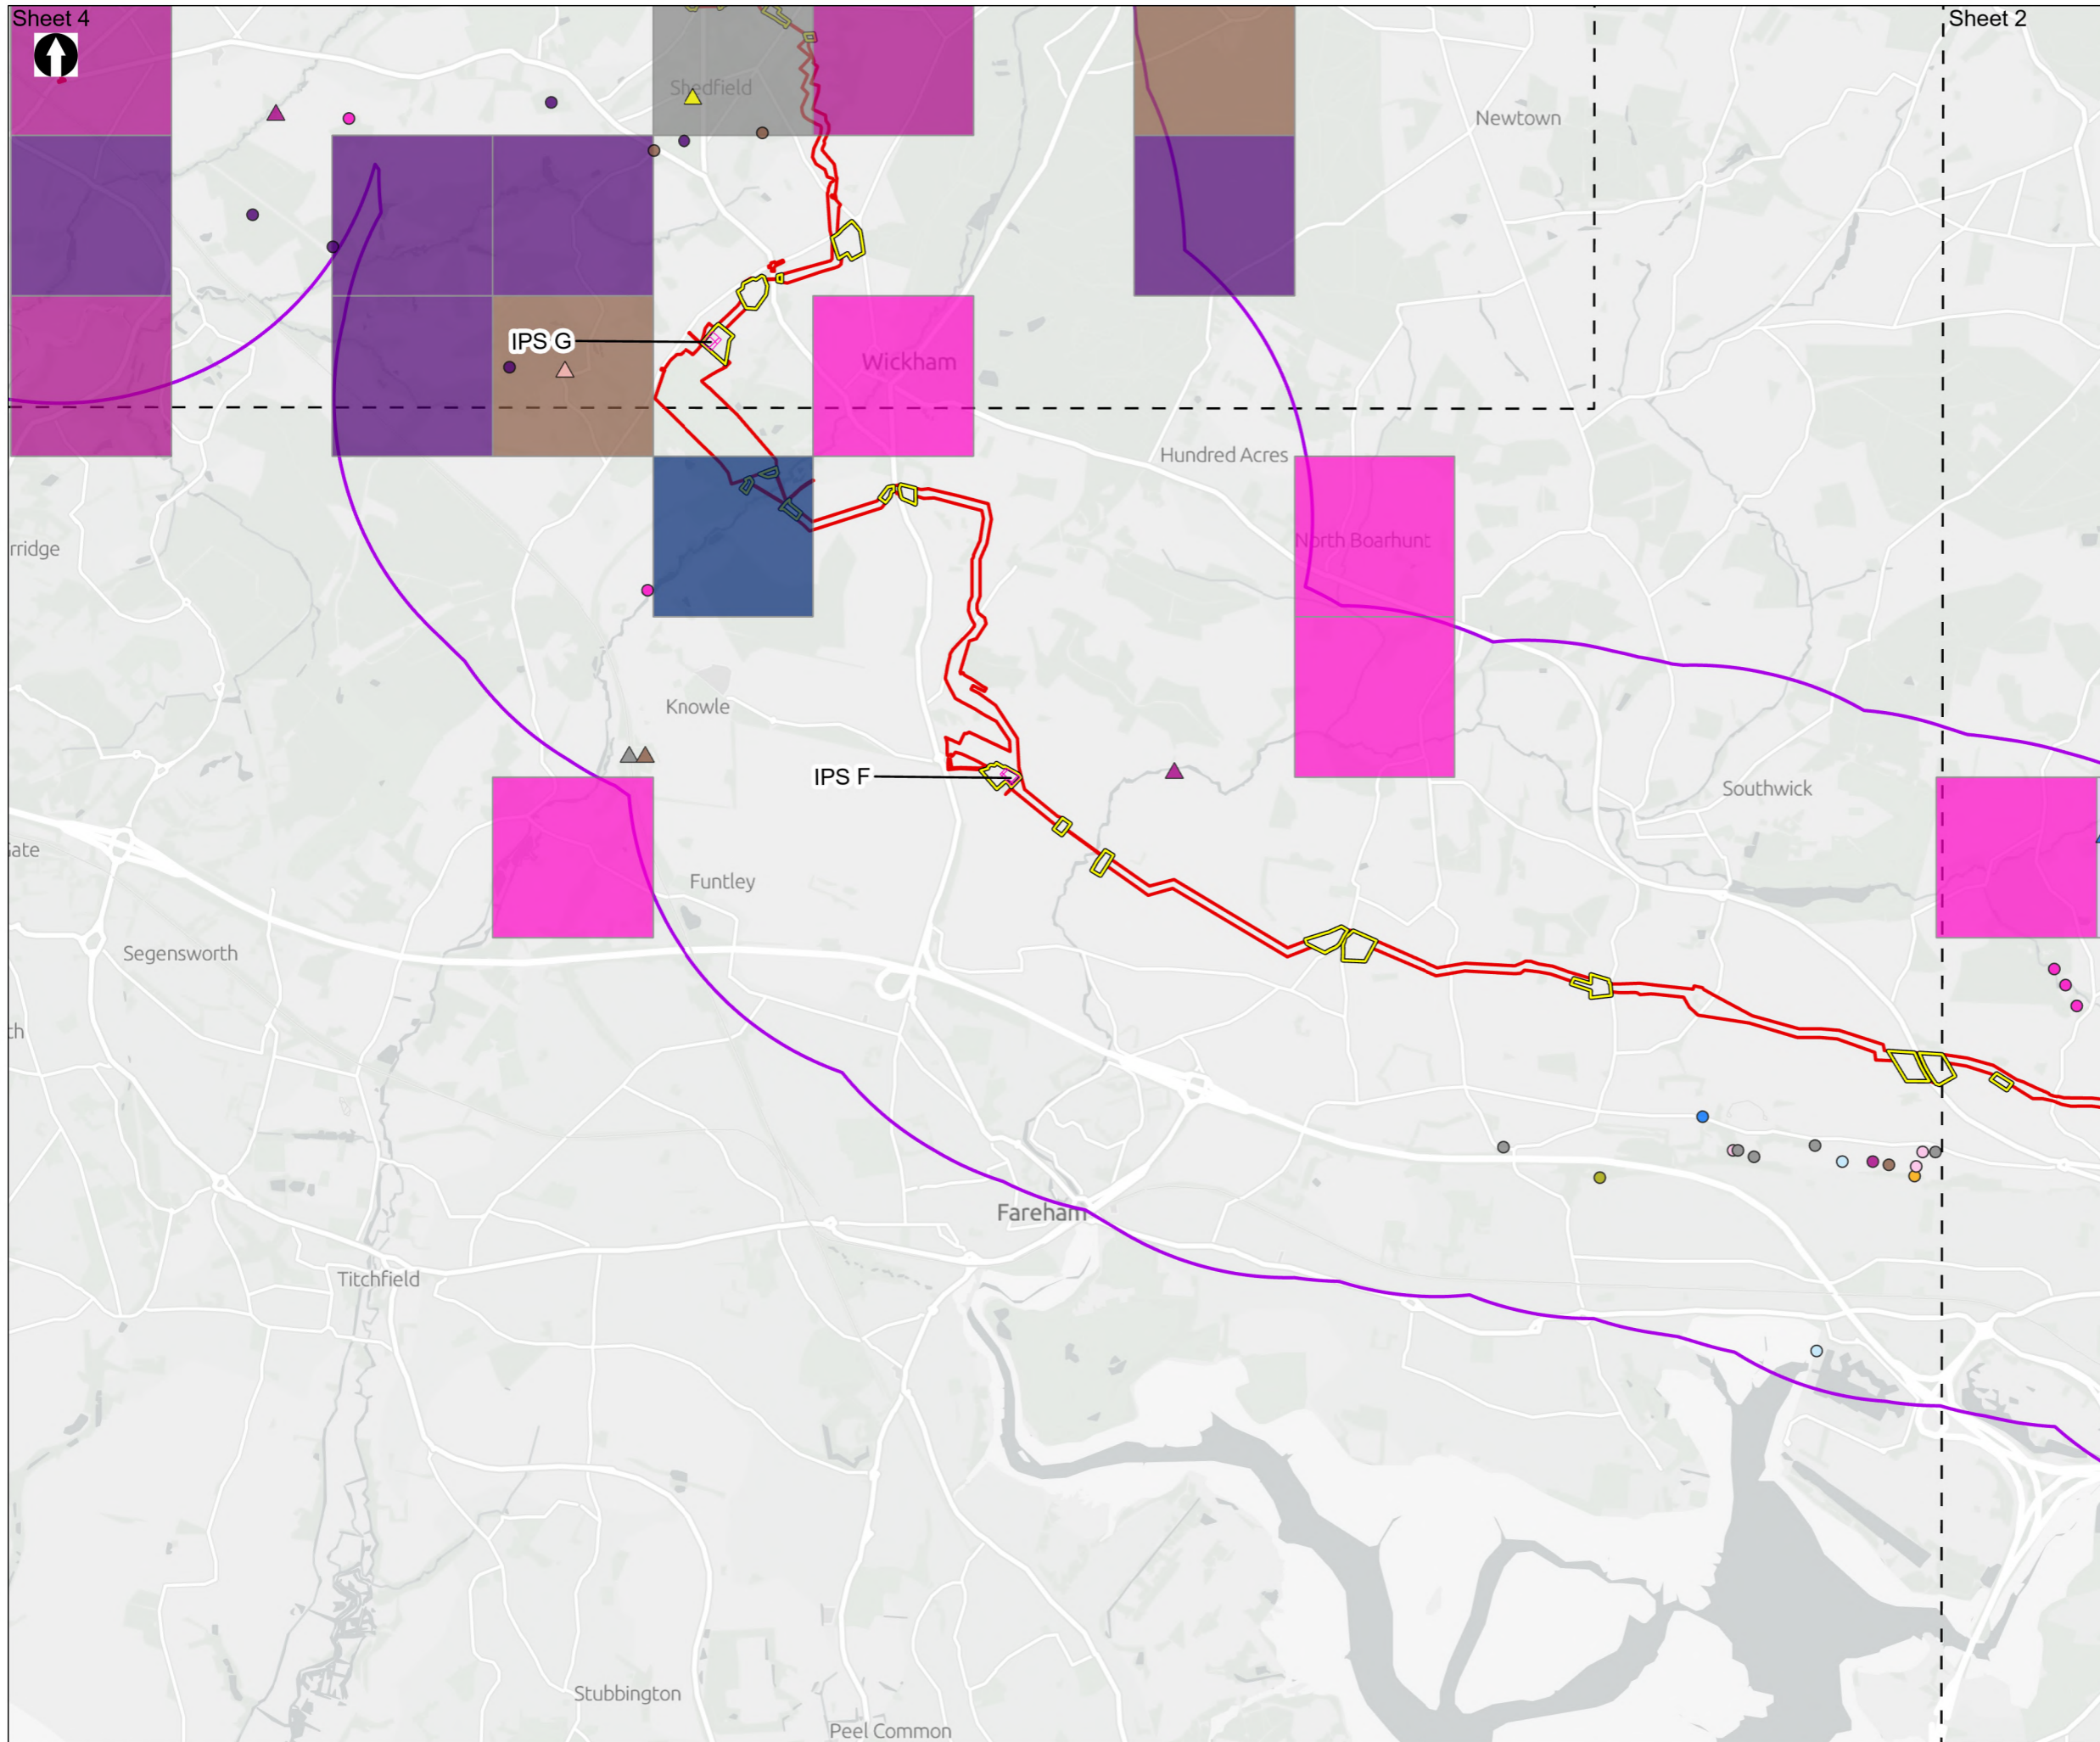 Sheet 4
Sheet 2
Shedfield
Newtown
IPS G
Wickham
Hundred Acres
rridge
North Boarhunt
Knowle
IPS F
Southwick
Gate
Funtley
Segensworth
th
Fareham
Titchfield
Stubbington
Peel Common